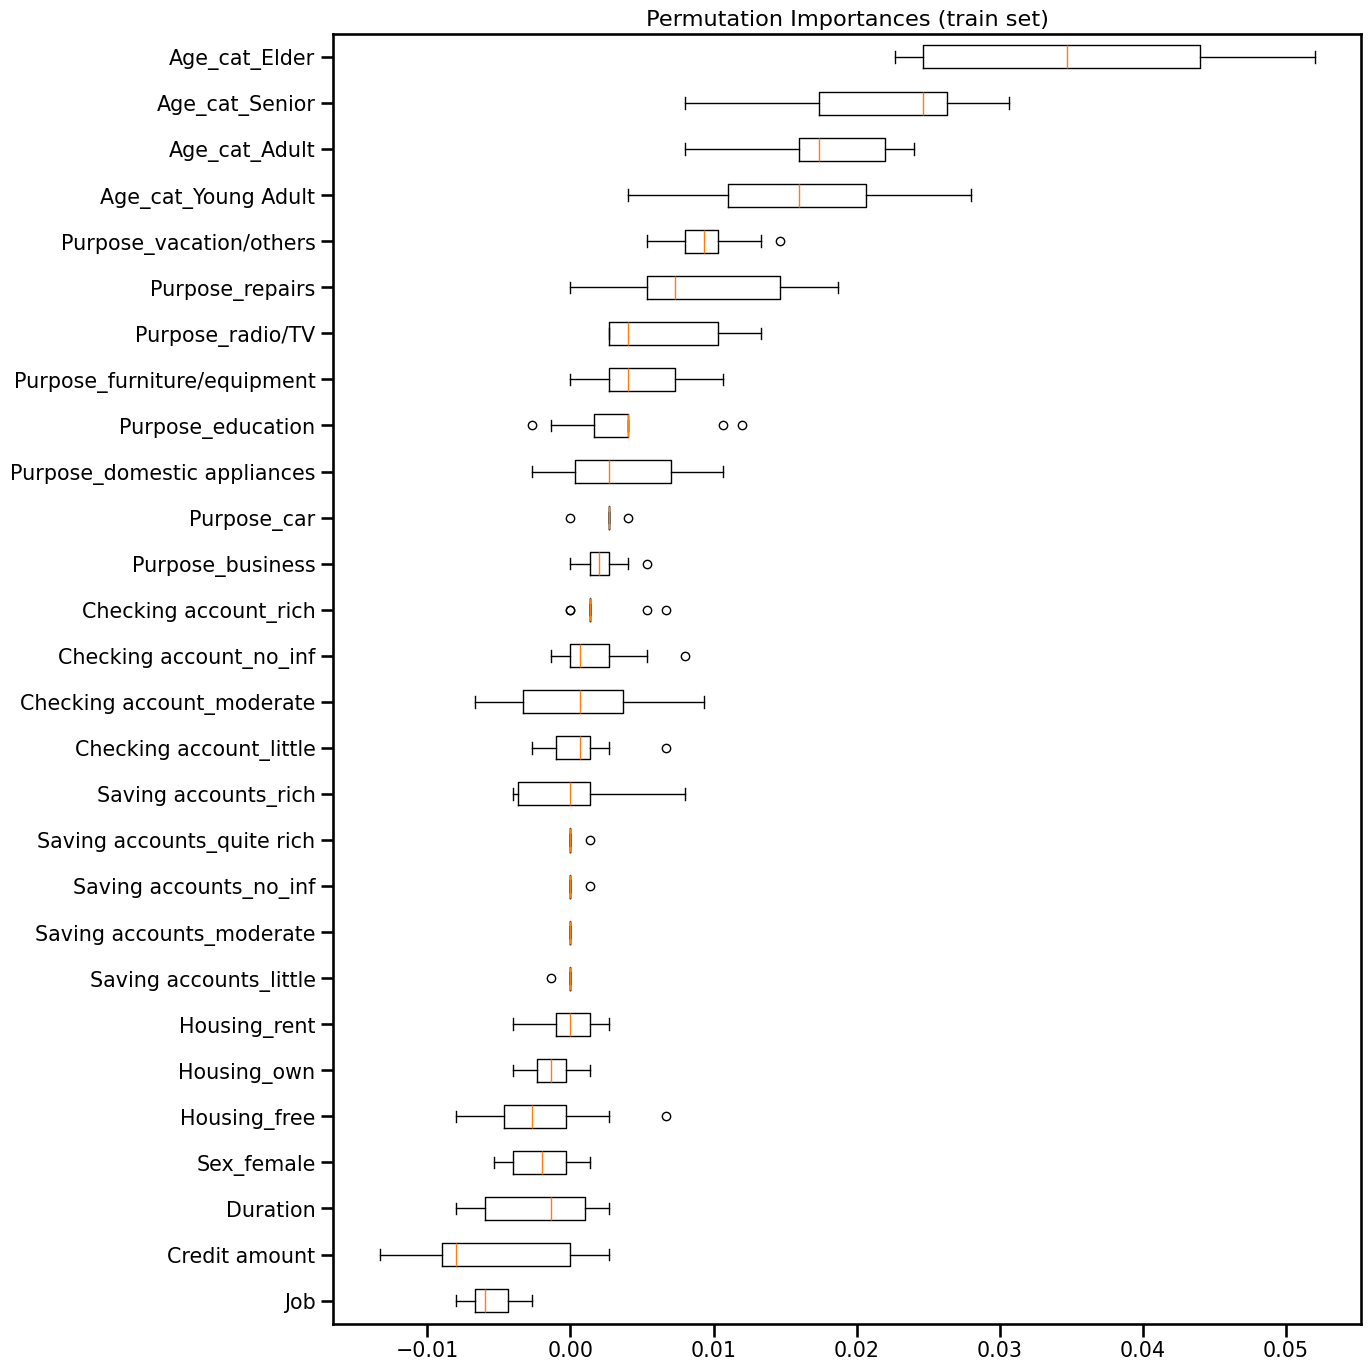 Permutation Importances (train set)
Age_cat_Elder
Age_cat_Senior
Age_cat_Adult
Age_cat_Young Adult
Purpose_vacation/others
Purpose_repairs
Purpose_radio/TV
Purpose_furniture/equipment
Purpose_education
Purpose_domestic appliances
Purpose_car
Purpose_business
Checking account_rich
Checking account_no_inf
Checking account_moderate
Checking account_little
Saving accounts_rich
Saving accounts_quite rich
Saving accounts_no_inf
Saving accounts_moderate
Saving accounts_little
Housing_rent
Housing_own
Housing_free
Sex_female
Duration
Credit amount
Job
−0.01 0.00 0.01 0.02 0.03 0.04 0.05